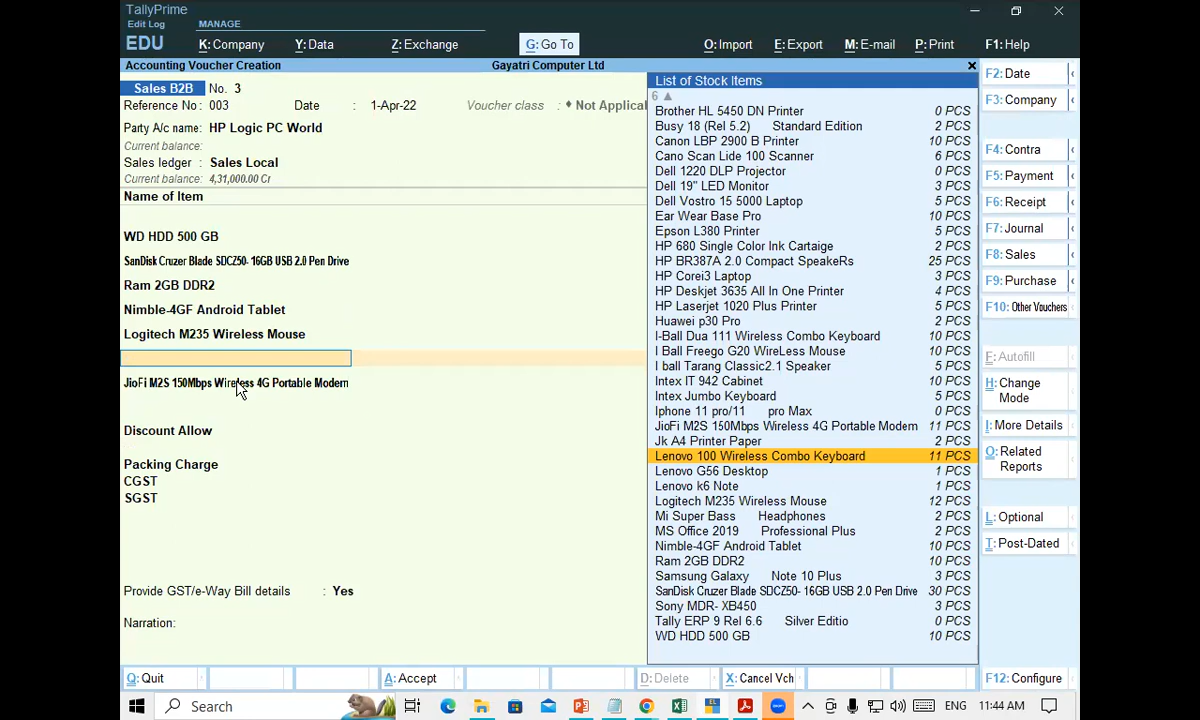 TallyPrime
Edit Log MANAGE
EDU K: Company Y: Data Z: Exchange G: Go To O: Import E: Export M: E-mail P: Print F1: Help
Accounting Voucher Creation Gayatri Computer Ltd
Sales B2B No. 3
Reference No: 003 Date : 1-Apr-22 Voucher class : ♦ Not Applical
Party A/c name: HP Logic PC World
Current balance:
Sales ledger : Sales Local
Current balance: 4,31,000.00 Cr
Name of Item
WD HDD 500 GB
SanDisk Cruzer Blade SDCZ50- 16GB USB 2.0 Pen Drive
Ram 2GB DDR2
Nimble-4GF Android Tablet
Logitech M235 Wireless Mouse
JioFi M2S 150Mbps Wireless 4G Portable Modem
Discount Allow
Packing Charge
CGST
SGST
Provide GST/e-Way Bill details : Yes
Narration:
List of Stock Items
6 ▲
Brother HL 5450 DN Printer 0 PCS
Busy 18 (Rel 5.2) Standard Edition 2 PCS
Canon LBP 2900 B Printer 10 PCS
Cano Scan Lide 100 Scanner 6 PCS
Dell 1220 DLP Projector 0 PCS
Dell 19" LED Monitor 3 PCS
Dell Vostro 15 5000 Laptop 5 PCS
Ear Wear Base Pro 10 PCS
Epson L380 Printer 5 PCS
HP 680 Single Color Ink Cartaige 2 PCS
HP BR387A 2.0 Compact SpeakeRs 25 PCS
HP Corei3 Laptop 3 PCS
HP Deskjet 3635 All In One Printer 4 PCS
HP Laserjet 1020 Plus Printer 5 PCS
Huawei p30 Pro 2 PCS
I-Ball Dua 111 Wireless Combo Keyboard 2 PCS
I Ball Freego G20 WireLess Mouse 5 PCS
I ball Tarang Classic2.1 Speaker 5 PCS
Intex IT 942 Cabinet 10 PCS
Intex Jumbo Keyboard 5 PCS
Iphone 11 pro/11 pro Max 0 PCS
JioFi M2S 150Mbps Wireless 4G Portable Modem 11 PCS
Jk A4 Printer Paper 2 PCS
Lenovo 100 Wireless Combo Keyboard 11 PCS
Lenovo G56 Desktop 1 PCS
Lenovo k6 Note 1 PCS
Logitech M235 Wireless Mouse 12 PCS
Mi Super Bass Headphones 2 PCS
MS Office 2019 Professional Plus 2 PCS
Nimble-4GF Android Tablet 10 PCS
Ram 2GB DDR2 10 PCS
Samsung Galaxy Note 10 Plus 3 PCS
SanDisk Cruzer Blade SDCZ50- 16GB USB 2.0 Pen Drive 30 PCS
Sony MDR- XB450 3 PCS
Tally ERP 9 Rel 6.6 Silver Editio 2 PCS
WD HDD 500 GB 10 PCS
F2: Date
F3: Company
F4: Contra
F5: Payment
F6: Receipt
F7: Journal
F8: Sales
F9: Purchase
F10: Other Vouchers
F: Autofill
H: Change
Mode
I: More Details
O: Related
Reports
L: Optional
T: Post-Dated
Q: Quit A: Accept D: Delete X: Cancel Vch F12: Configure
Search ENG 11:44 AM